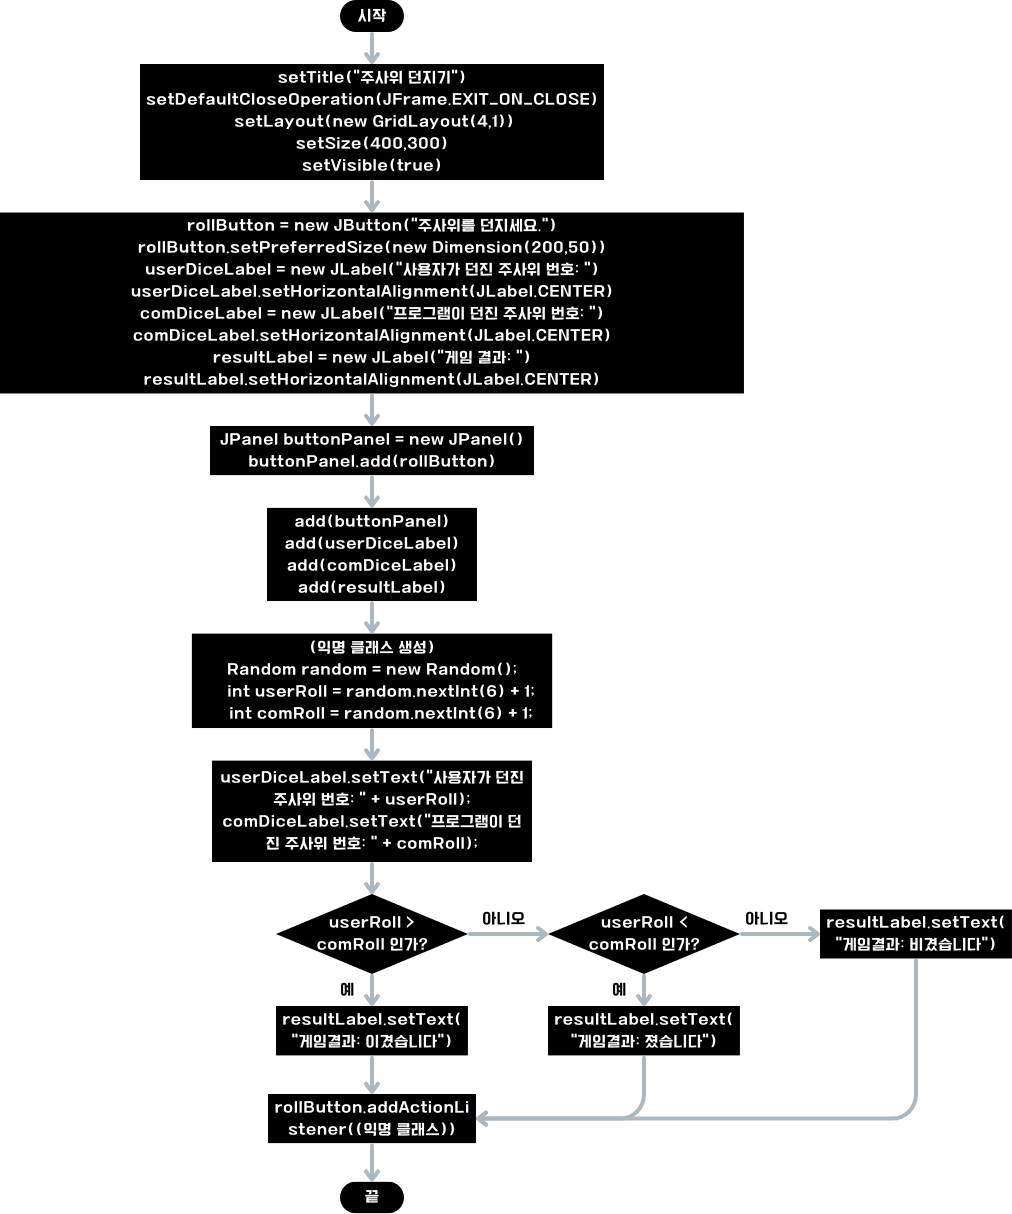 시작
setTitle("주사위 던지기")
setDefaultCloseOperation(JFrame.EXIT_ON_CLOSE)
setLayout(new GridLayout(4,1))
setSize(400,300)
setVisible(true)
rollButton = new JButton("주사위를 던지세요.")
rollButton.setPreferredSize(new Dimension(200,50))
userDiceLabel = new JLabel("사용자가 던진 주사위 번호: ")
userDiceLabel.setHorizontalAlignment(JLabel.CENTER)
comDiceLabel = new JLabel("프로그램이 던진 주사위 번호: ")
comDiceLabel.setHorizontalAlignment(JLabel.CENTER)
resultLabel = new JLabel("게임 결과: ")
resultLabel.setHorizontalAlignment(JLabel.CENTER)
JPanel buttonPanel = new JPanel()
buttonPanel.add(rollButton)
add(buttonPanel)
add(userDiceLabel)
add(comDiceLabel)
add(resultLabel)
(익명 클래스 생성)
Random random = new Random();
int userRoll = random.nextInt(6) + 1;
int comRoll = random.nextInt(6) + 1;
userDiceLabel.setText("사용자가 던진
주사위 번호: " + userRoll);
comDiceLabel.setText("프로그램이 던
진 주사위 번호: " + comRoll);
userRoll >
comRoll 인가?
아니오
userRoll <
comRoll 인가?
아니오
resultLabel.setText(
"게임결과: 비겼습니다")
예
resultLabel.setText(
"게임결과: 이겼습니다")
예
resultLabel.setText(
"게임결과: 졌습니다")
rollButton.addActionLi
stener((익명 클래스))
끝